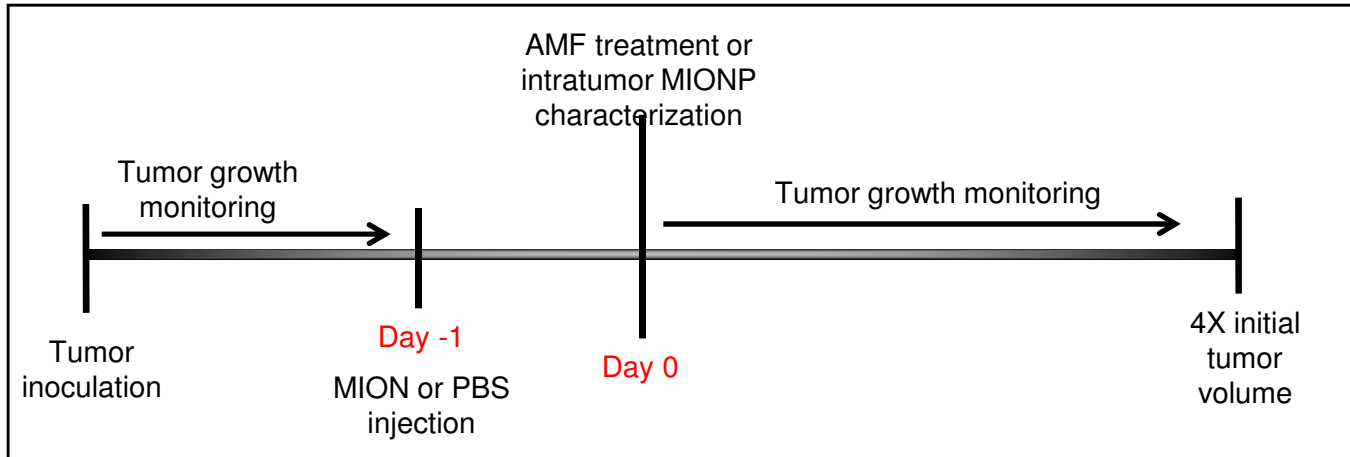 AMF treatment or
intratumor MIONP
characterization
Tumor growth
monitoring
Tumor growth monitoring
Tumor
inoculation
Day -1
MION or PBS
injection
Day 0
4X initial
tumor
volume